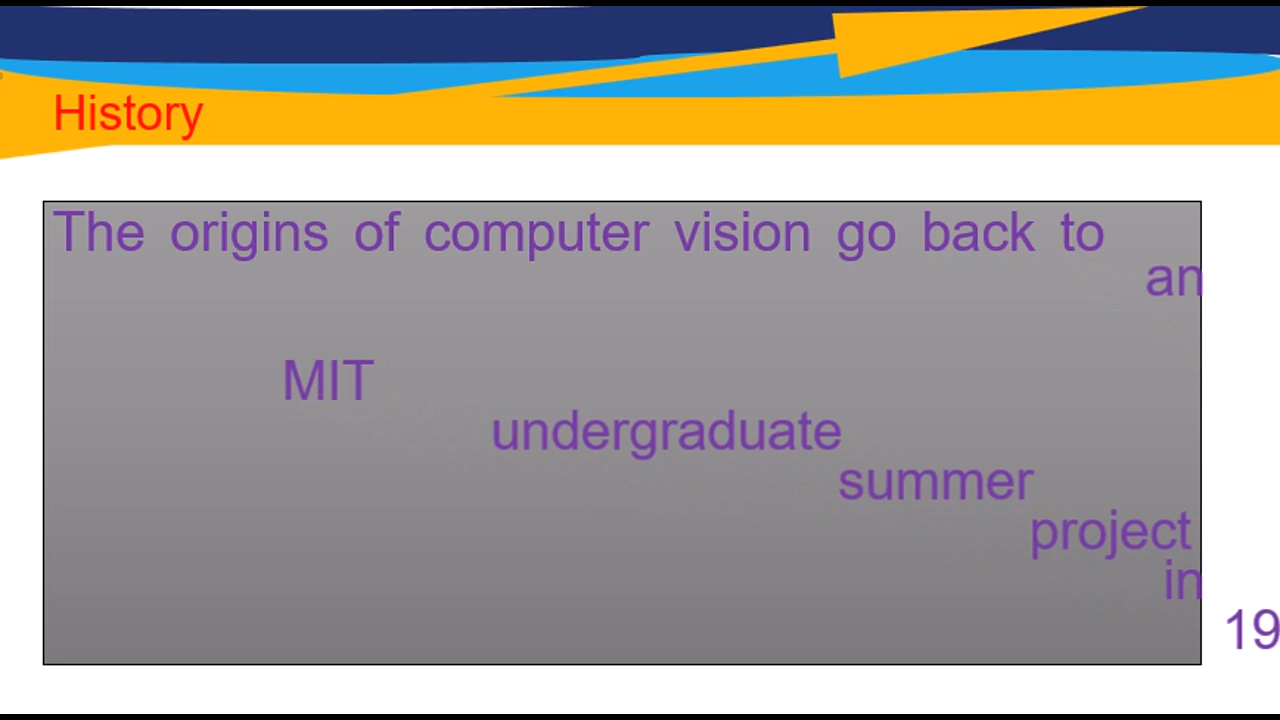 History
The origins of computer vision go back to
an
MIT
undergraduate
summer
project
in
19